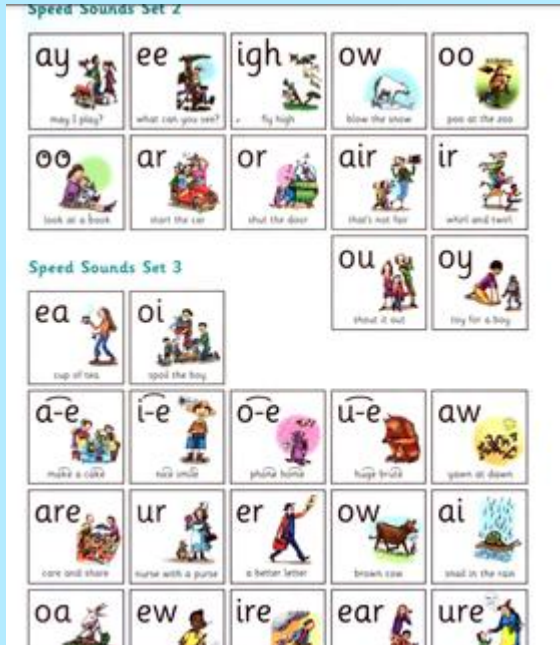 Speed Sounds Set 2
ay ee igh ow oo
may I play? what can you see? fly high blow the snow poo at the zoo
oo ar or air ir
look at a book start the car shut the door that's not fair whirl and twirl
ou oy
shout it out toy for a boy
Speed Sounds Set 3
ea oi
cup of tea spoil the boy
a-e i-e o-e u-e aw
make a cake nice smile phone home huge brute yawn at dawn
are ur er ow ai
care and share nurse with a purse a better letter brown cow snail in the rain
oa ew ire ear ure